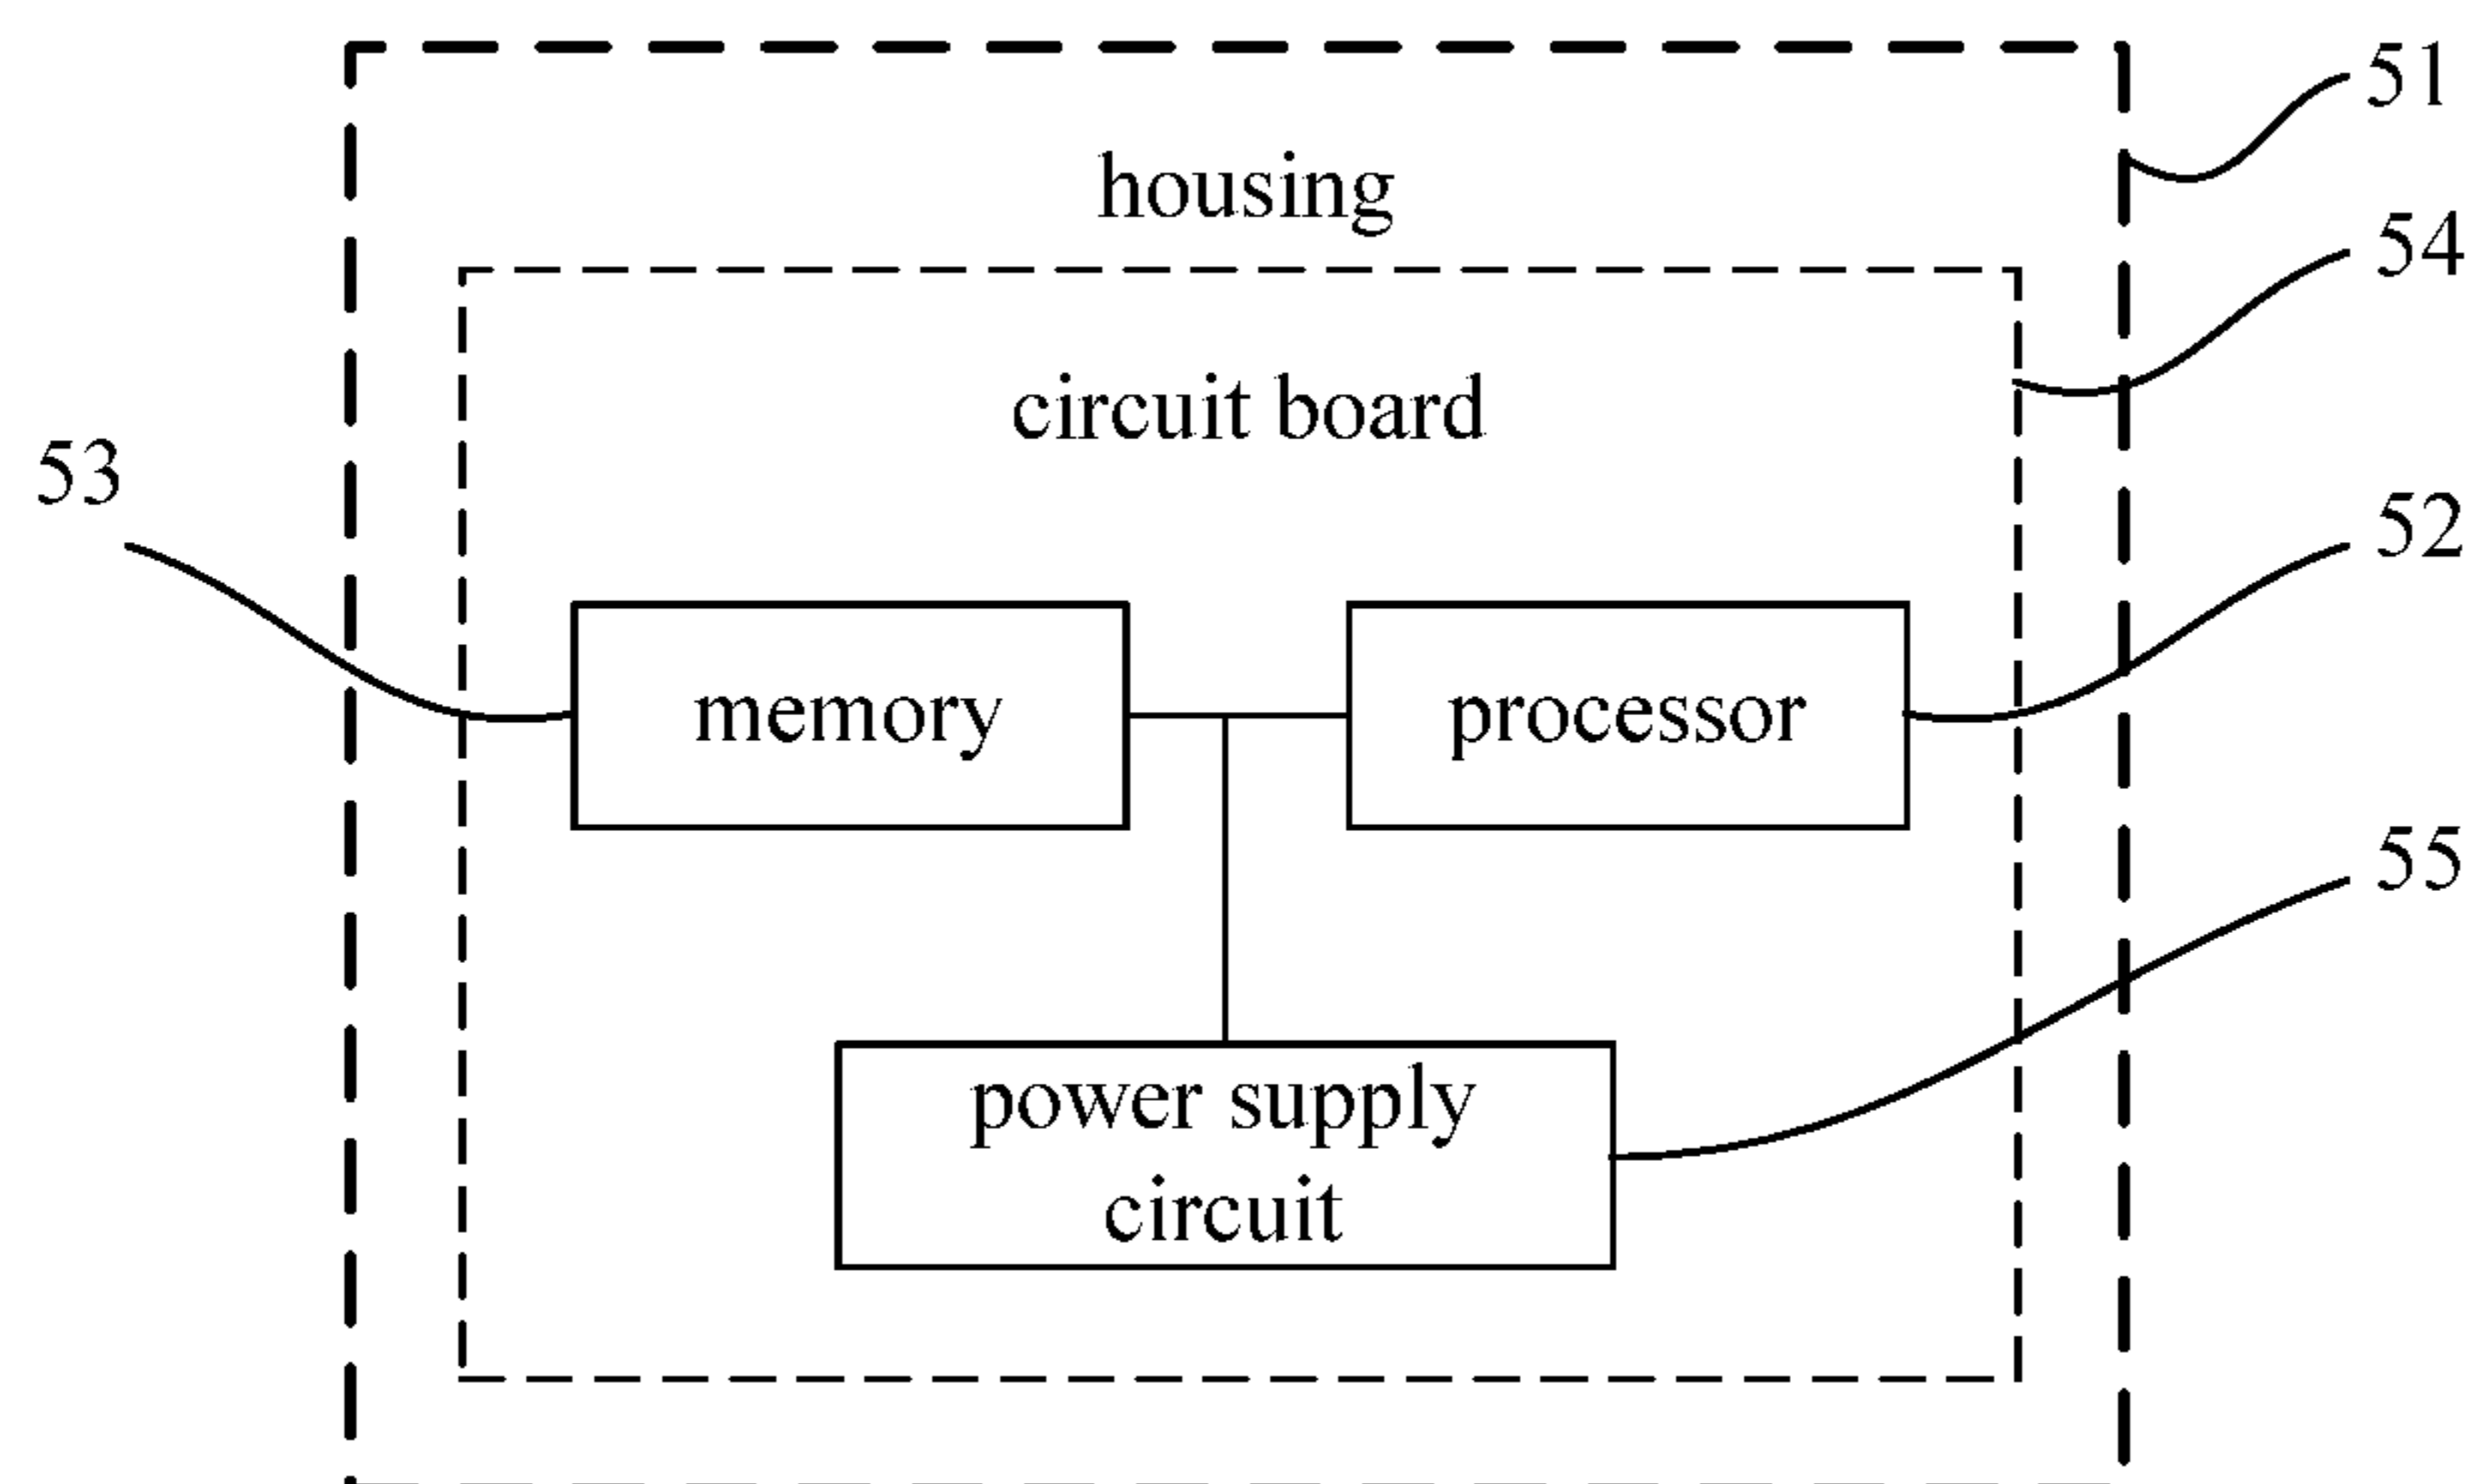 51
housing
54
circuit board
53
52
memory
processor
55
power supply
circuit